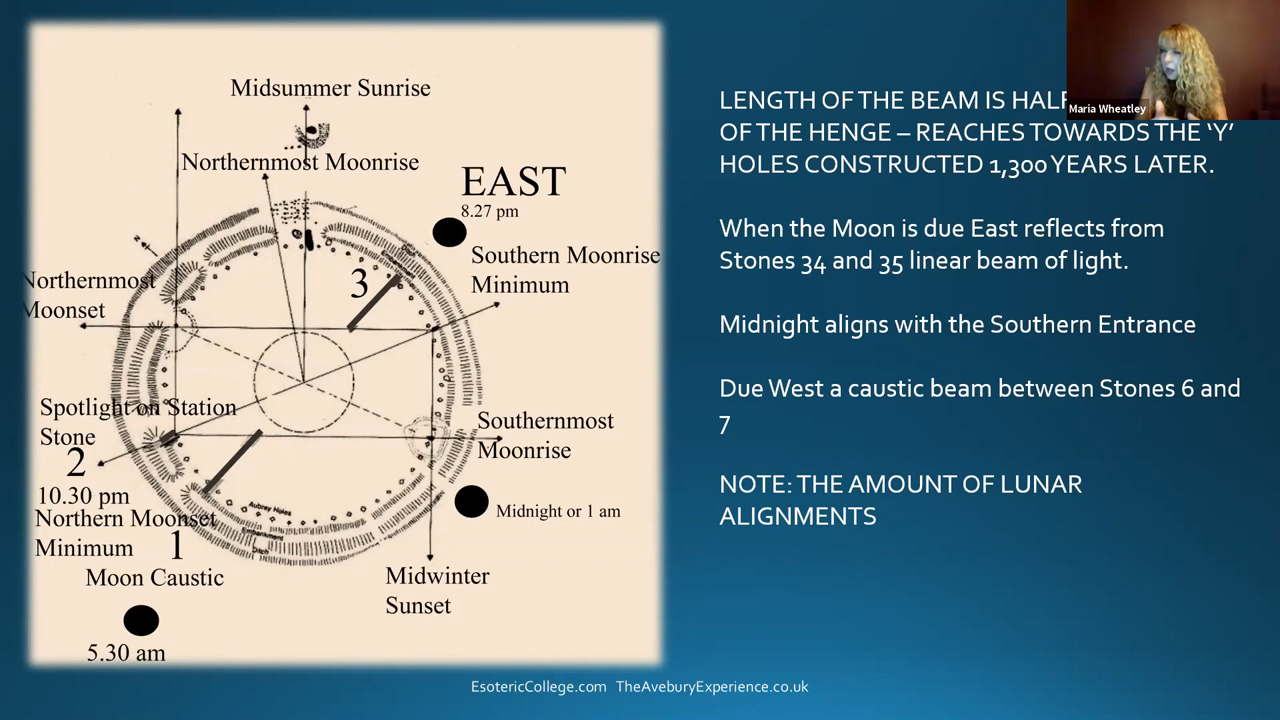 Midsummer Sunrise
Northernmost Moonrise
EAST
8.27 pm
Southern Moonrise
Minimum
N
3
Northernmost
Moonset
Spotlight on Station
Stone
2
10.30 pm
Northern Moonset
Minimum
1
Moon Caustic
5.30 am
Aubrey Holes
Embankment
Ditch
Southernmost
Moonrise
Midnight or 1 am
Midwinter
Sunset
LENGTH OF THE BEAM IS HALF
OF THE HENGE – REACHES TOWARDS THE ‘Y’
HOLES CONSTRUCTED 1,300 YEARS LATER.
When the Moon is due East reflects from
Stones 34 and 35 linear beam of light.
Midnight aligns with the Southern Entrance
Due West a caustic beam between Stones 6 and
7
NOTE: THE AMOUNT OF LUNAR
ALIGNMENTS
Maria Wheatley
EsotericCollege.com TheAveburyExperience.co.uk